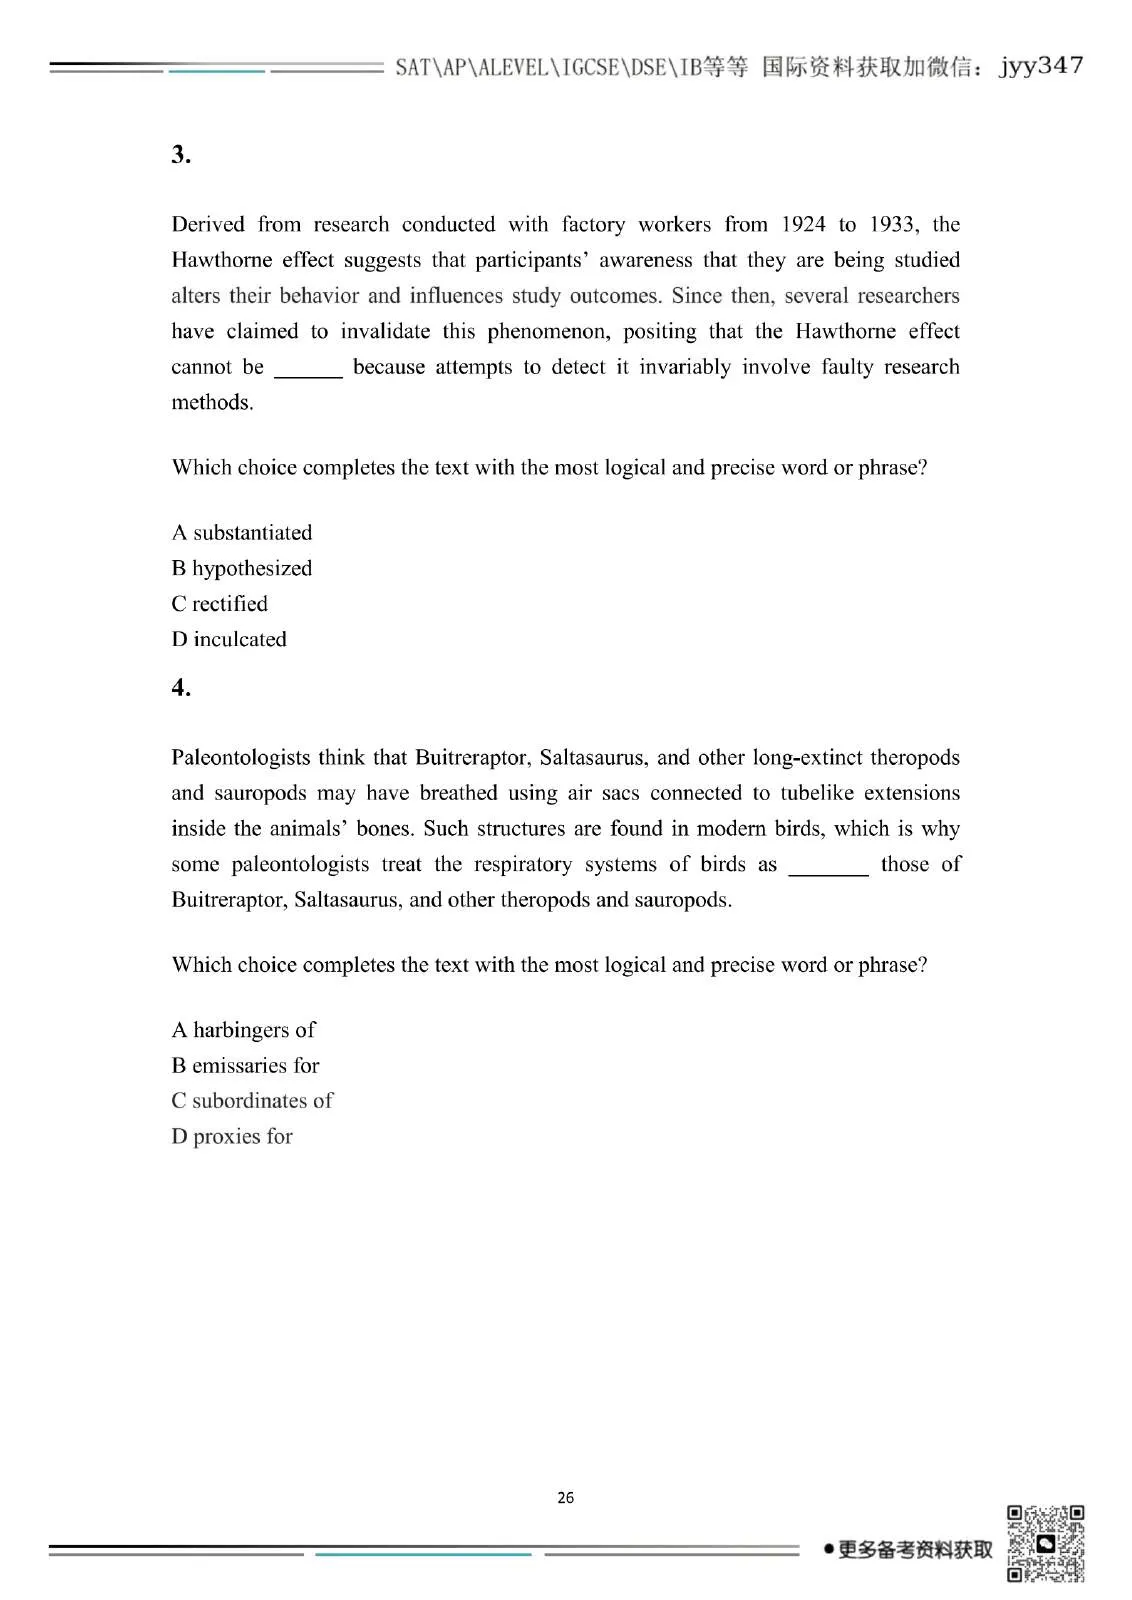 SAT\AP\ALEVEL\IGCSE\DSE\IB等等 国际资料获取加微信：jyy347
3.
Derived from research conducted with factory workers from 1924 to 1933, the
Hawthorne effect suggests that participants’ awareness that they are being studied
alters their behavior and influences study outcomes. Since then, several researchers
have claimed to invalidate this phenomenon, positing that the Hawthorne effect
cannot be ______ because attempts to detect it invariably involve faulty research
methods.
Which choice completes the text with the most logical and precise word or phrase?
A substantiated
B hypothesized
C rectified
D inculcated
4.
Paleontologists think that Buitreraptor, Saltasaurus, and other long-extinct theropods
and sauropods may have breathed using air sacs connected to tubelike extensions
inside the animals’ bones. Such structures are found in modern birds, which is why
some paleontologists treat the respiratory systems of birds as _______ those of
Buitreraptor, Saltasaurus, and other theropods and sauropods.
Which choice completes the text with the most logical and precise word or phrase?
A harbingers of
B emissaries for
C subordinates of
D proxies for
26
●更多备考资料获取